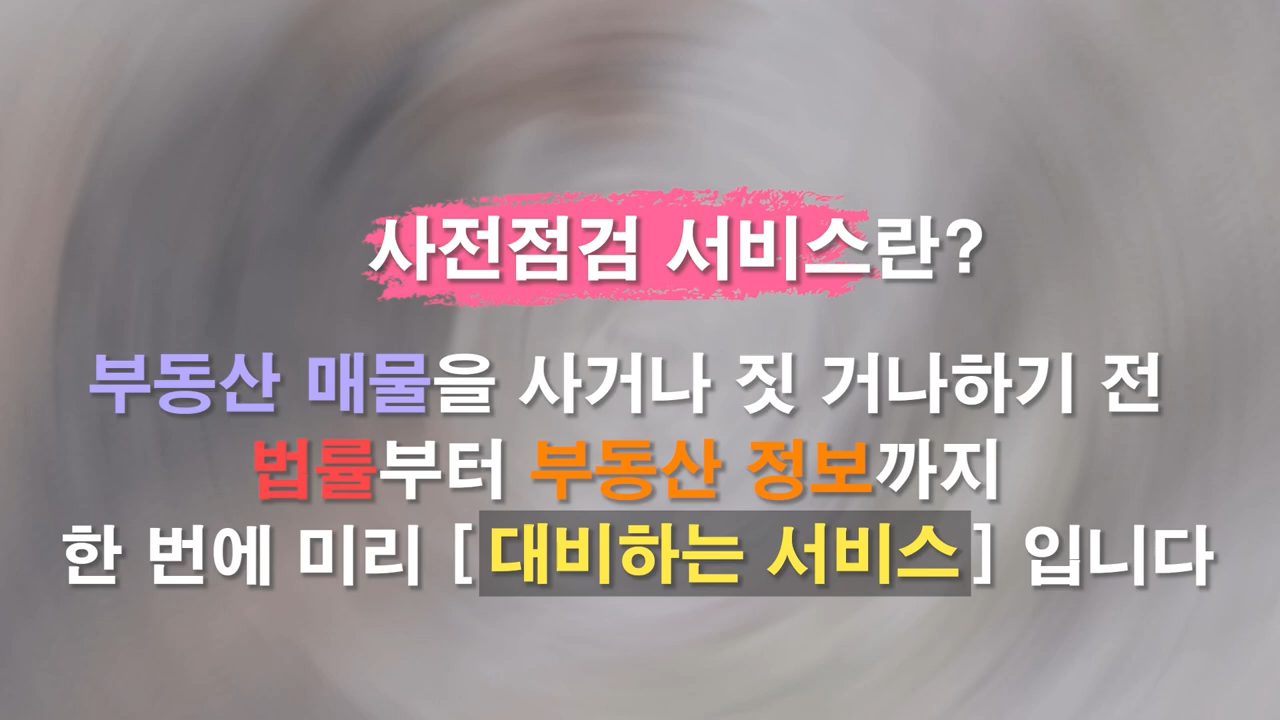 사전점검 서비스란?
부동산 매물을 사거나 짓 거나하기 전
법률부터 부동산 정보까지
한 번에 미리 [대비하는 서비스] 입니다